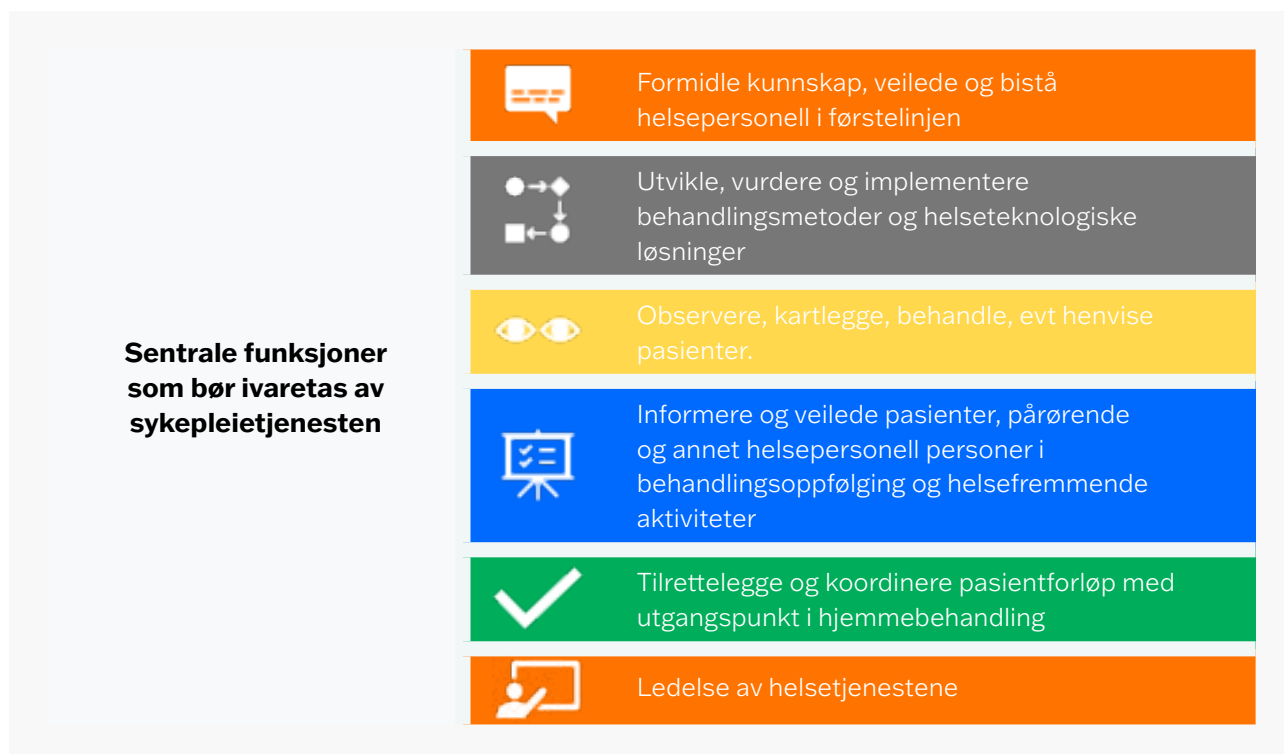 Sentrale funksjoner
som bør ivaretas av
sykepleietjenesten
Formidle kunnskap, veilede og bistå
helsepersonell i førstelinjen
Utvikle, vurdere og implementere
behandlingsmetoder og helseteknologiske
løsninger
Observere, kartlegge, behandle, evt henvise
pasienter.
Informere og veilede pasienter, pårørende
og annet helsepersonell personer i
behandlingsoppfølging og helsefremmende
aktiviteter
Tilrettelegge og koordinere pasientforløp med
utgangspunkt i hjemmebehandling
Ledelse av helsetjenestene